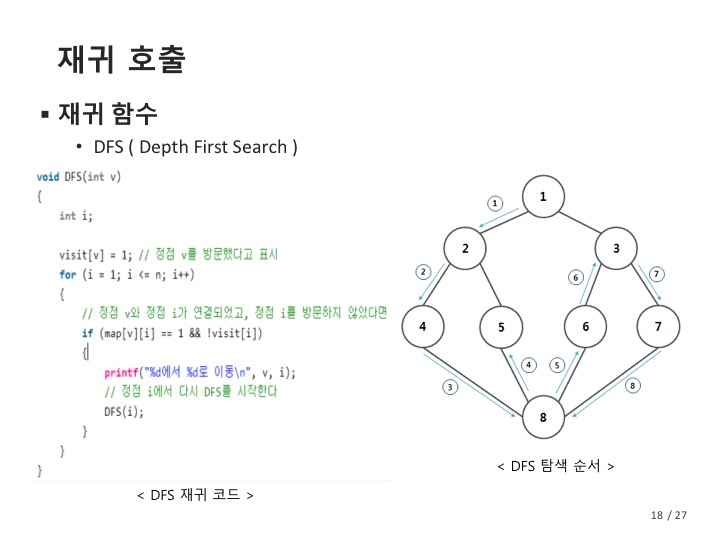 재귀 호출
▪ 재귀 함수
• DFS ( Depth First Search )
void DFS(int v)
{
int i;
visit[v] = 1; // 정점 v를 방문했다고 표시
for (i = 1; i <= n; i++)
{
// 정점 v와 정점 i가 연결되었고, 정점 i를 방문하지 않았다면
if (map[v][i] == 1 && !visit[i])
{
printf("%d에서 %d로 이동\n", v, i);
// 정점 i에서 다시 DFS를 시작한다
DFS(i);
}
}
}
< DFS 재귀 코드 >
1
1
2
3
2
6
7
4
5
6
7
3
4
5
8
8
< DFS 탐색 순서 >
18 / 27